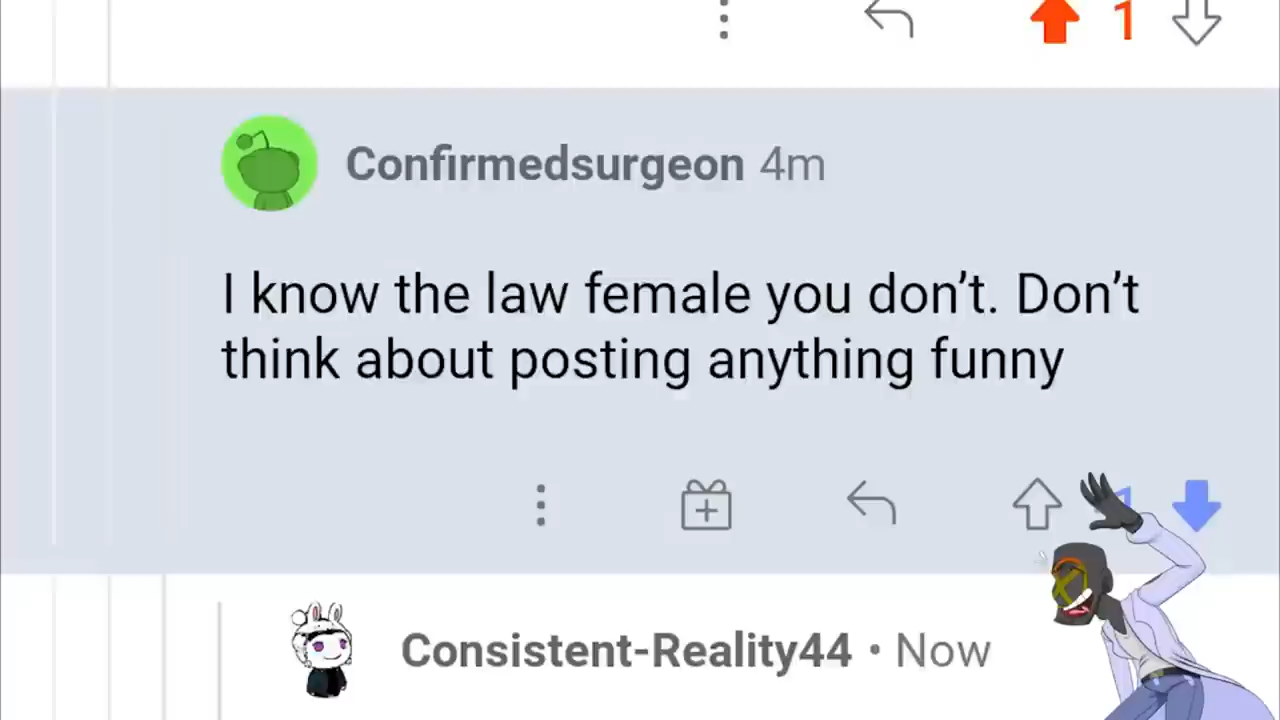 1
Confirmedsurgeon 4m
I know the law female you don't. Don't
think about posting anything funny
Consistent-Reality44 • Now